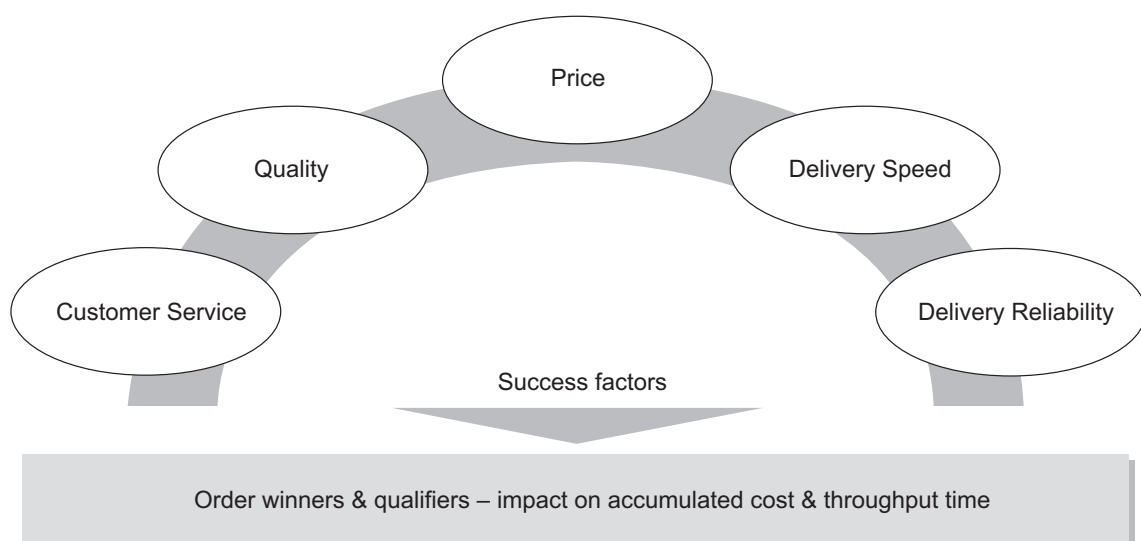 Price
Quality
Delivery Speed
Customer Service
Delivery Reliability
Success factors
Order winners & qualifiers – impact on accumulated cost & throughput time